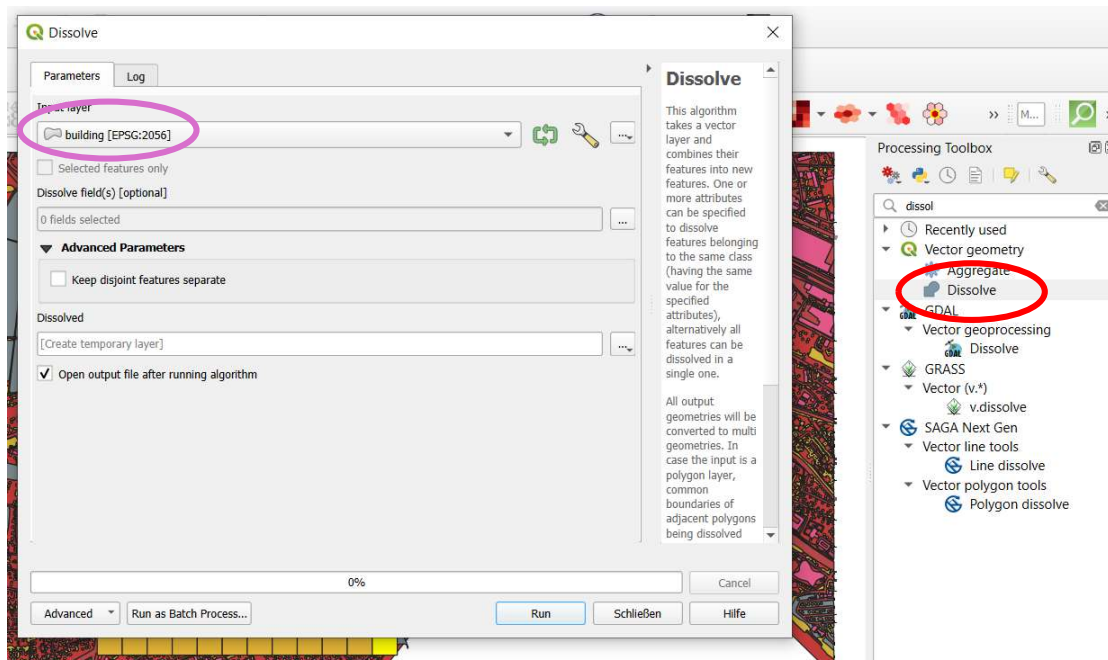 Dissolve
Parameters
Log
Input layer
building [EPSG:2056]
...
Selected features only
Dissolve field(s) [optional]
0 fields selected
...
Advanced Parameters
Keep disjoint features separate
Dissolved
[Create temporary layer]
...
Open output file after running algorithm
Dissolve
This algorithm
takes a vector
layer and
combines their
features into new
features. One or
more attributes
can be specified
to dissolve
features belonging
to the same class
(having the same
value for the
specified
attributes),
alternatively all
features can be
dissolved in a
single one.
All output
geometries will be
converted to multi
geometries. In
case the input is a
polygon layer,
common
boundaries of
adjacent polygons
being dissolved
0%
Cancel
Advanced
Run as Batch Process...
Run
Schließen
Hilfe
M...
Processing Toolbox
dissol
Recently used
Vector geometry
Aggregate
Dissolve
GDAL
Vector geoprocessing
GDAL Dissolve
GRASS
Vector (v.*)
v.dissolve
SAGA Next Gen
Vector line tools
Line dissolve
Vector polygon tools
Polygon dissolve